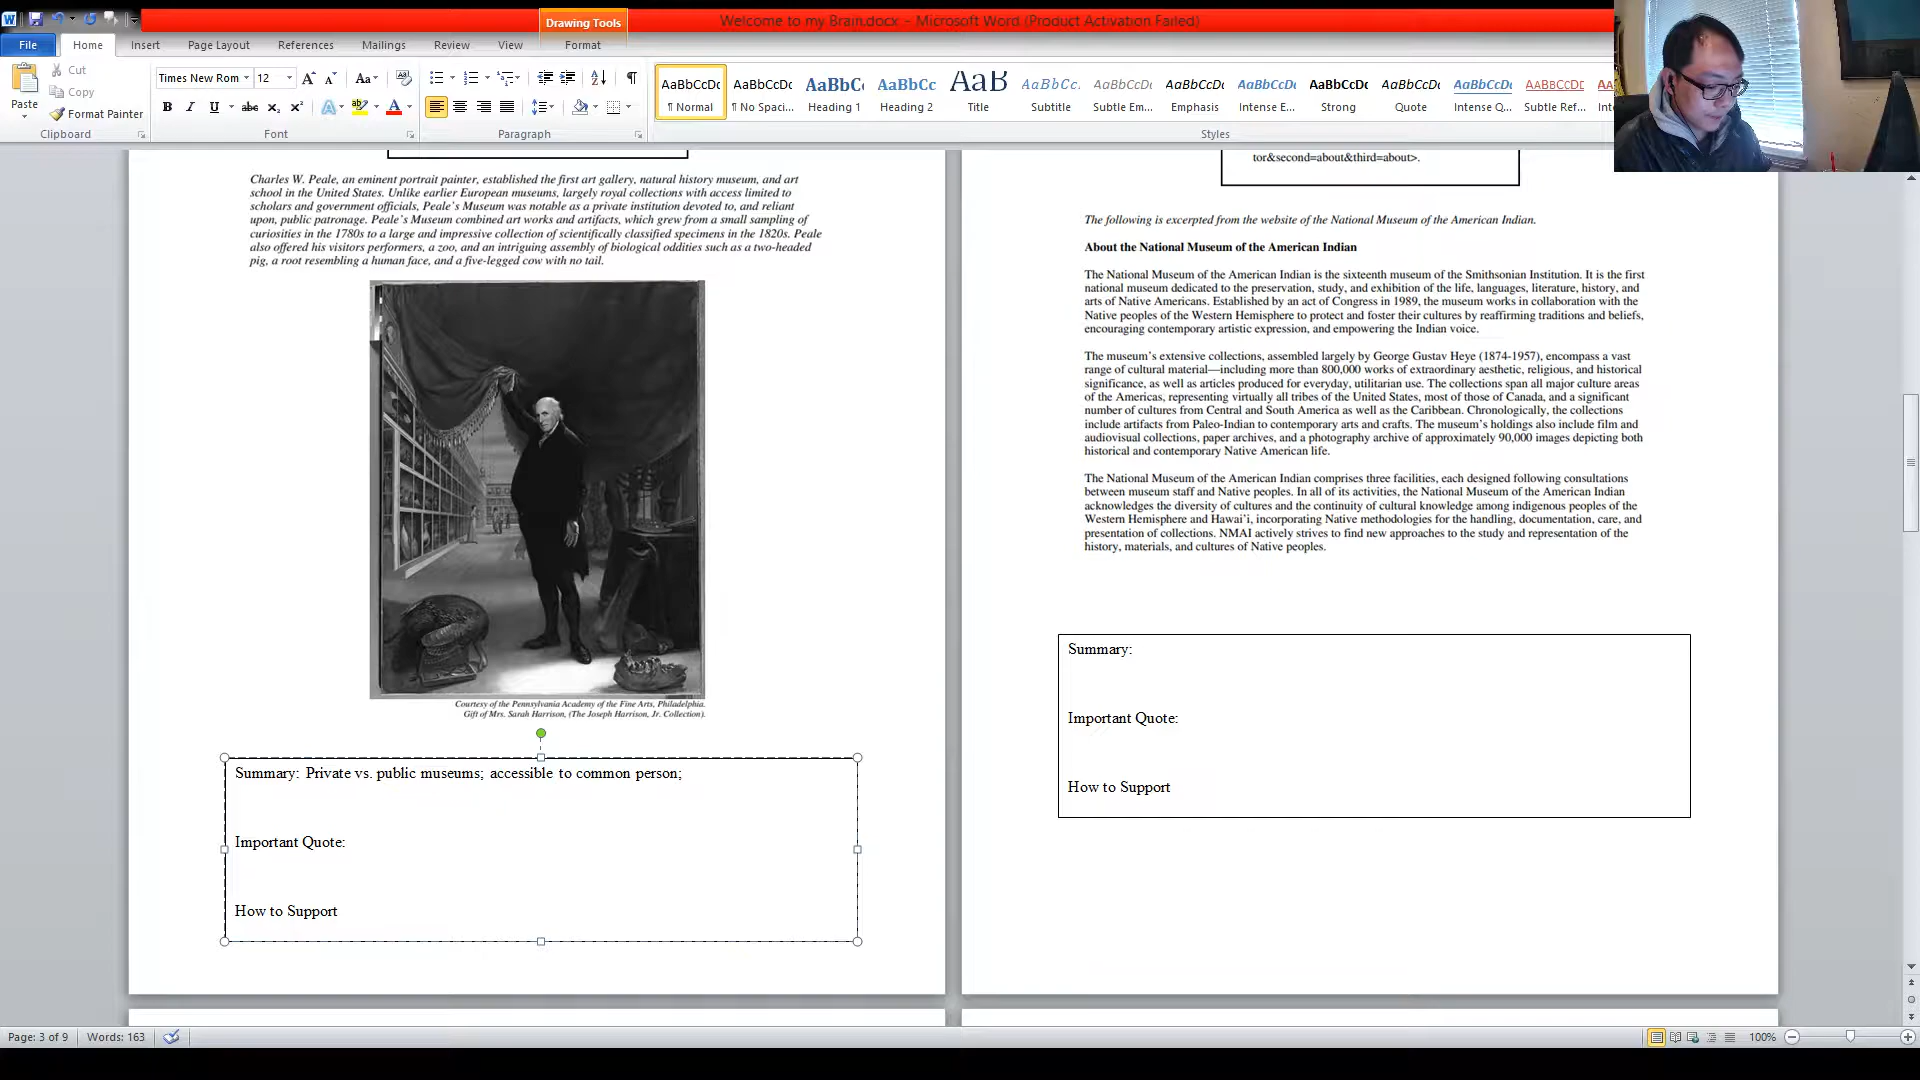 Welcome to my Brain.docx - Microsoft Word (Product Activation Failed)
Drawing Tools
File
Home
Insert
Page Layout
References
Mailings
Review
View
Format
Paste
Cut
Copy
Format Painter
Clipboard
Times New Rom
12
Font
Paragraph
AaBbCcDc
¶ Normal
AaBbCcDc
¶ No Spaci...
AaBbC
Heading 1
AaBbCc
Heading 2
AaB
Title
AaBbCc.
Subtitle
AaBbCcDc
Subtle Em...
AaBbCcDc
Emphasis
AaBbCcDc
Intense E...
AaBbCcDc
Strong
AaBbCcDc
Quote
AaBbCcDc
Intense Q...
AaBbCcDc
Subtle Ref...
Styles
Charles W. Peale, an eminent portrait painter, established the first art gallery, natural history museum, and art
school in the United States. Unlike earlier European museums, largely royal collections with access limited to
scholars and government officials, Peale's Museum was notable as a private institution devoted to, and reliant
upon, public patronage. Peale's Museum combined art works and artifacts, which grew from a small sampling of
curiosities in the 1780s to a large and impressive collection of scientifically classified specimens in the 1820s. Peale
also offered his visitors performers, a zoo, and an intriguing assembly of biological oddities such as a two-headed
pig, a root resembling a human face, and a five-legged cow with no tail.
Courtesy of the Pennsylvania Academy of the Fine Arts, Philadelphia.
Gift of Mrs. Sarah Harrison, (The Joseph Harrison, Jr. Collection).
Summary: Private vs. public museums; accessible to common person;
Important Quote:
How to Support
tor&second=about&third=about>.
The following is excerpted from the website of the National Museum of the American Indian.
About the National Museum of the American Indian
The National Museum of the American Indian is the sixteenth museum of the Smithsonian Institution. It is the first
national museum dedicated to the preservation, study, and exhibition of the life, languages, literature, history, and
arts of Native Americans. Established by an act of Congress in 1989, the museum works in collaboration with the
Native peoples of the Western Hemisphere to protect and foster their cultures by reaffirming traditions and beliefs,
encouraging contemporary artistic expression, and empowering the Indian voice.
The museum's extensive collections, assembled largely by George Gustav Heye (1874-1957), encompass a vast
range of cultural material—including more than 800,000 works of extraordinary aesthetic, religious, and historical
significance, as well as articles produced for everyday, utilitarian use. The collections span all major culture areas
of the Americas, representing virtually all tribes of the United States, most of those of Canada, and a significant
number of cultures from Central and South America as well as the Caribbean. Chronologically, the collections
include artifacts from Paleo-Indian to contemporary arts and crafts. The museum's holdings also include film and
audiovisual collections, paper archives, and a photography archive of approximately 90,000 images depicting both
historical and contemporary Native American life.
The National Museum of the American Indian comprises three facilities, each designed following consultations
between museum staff and Native peoples. In all of its activities, the National Museum of the American Indian
acknowledges the diversity of cultures and the continuity of cultural knowledge among indigenous peoples of the
Western Hemisphere and Hawai'i, incorporating Native methodologies for the handling, documentation, care, and
presentation of collections. NMAI actively strives to find new approaches to the study and representation of the
history, materials, and cultures of Native peoples.
Summary:
Important Quote:
How to Support
Page: 3 of 9
Words: 163
100%